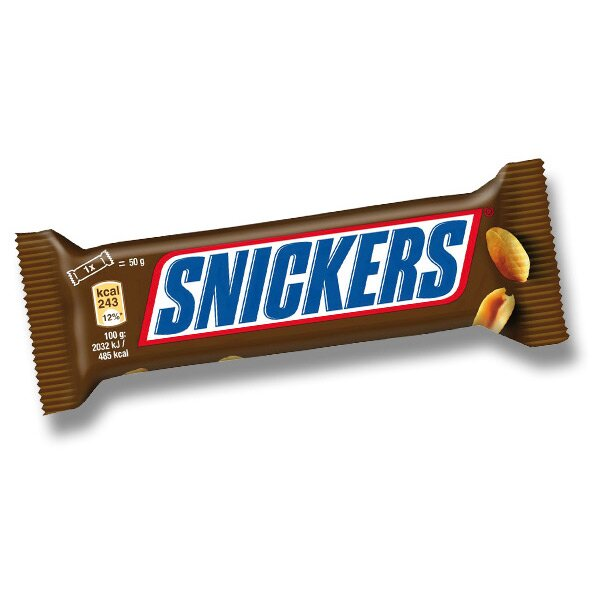 1x = 50 g
kcal
243
12%*
100 g:
2032 kJ /
485 kcal
SNICKERS®